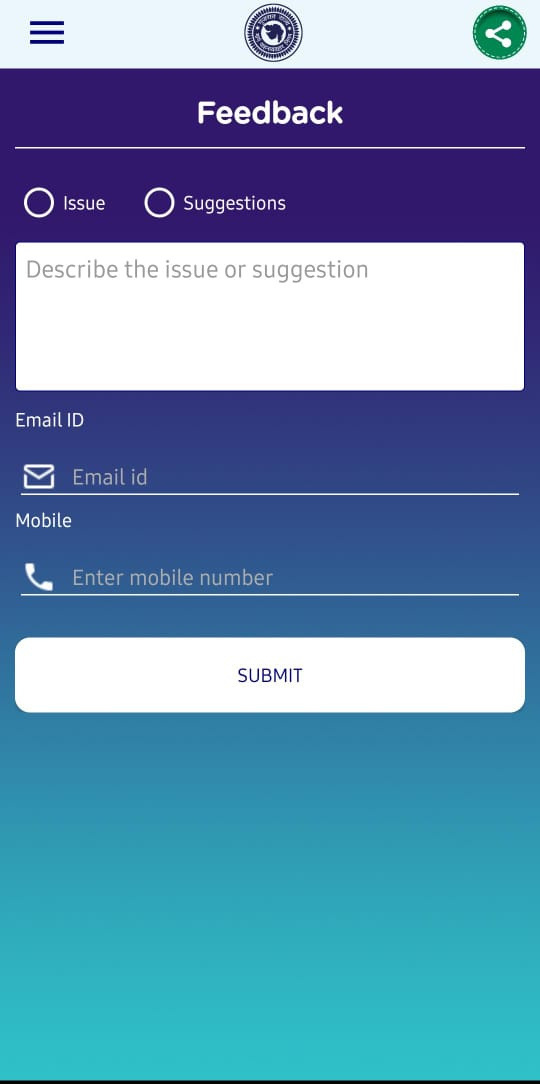 Feedback
Issue Suggestions
Describe the issue or suggestion
Email ID
Email id
Mobile
Enter mobile number
SUBMIT